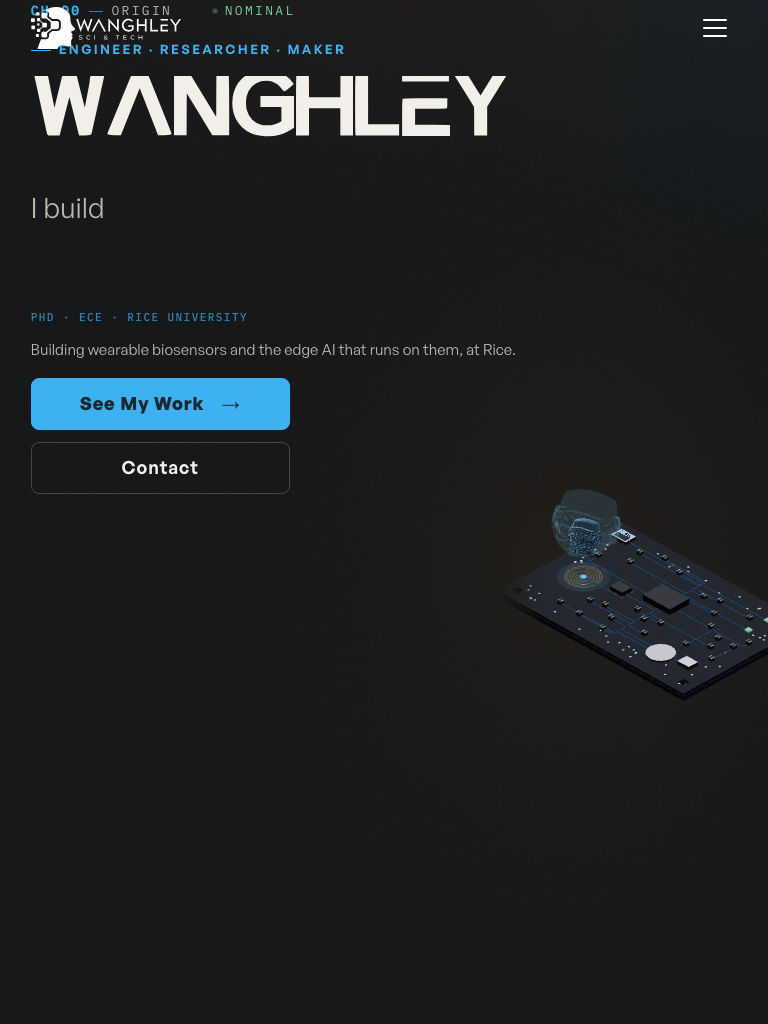 CH 00 — ORIGIN
NOMINAL
WANGHLEY
SCI & TECH
ENGINEER · RESEARCHER · MAKER
WANGHLEY
I build
PHD · ECE · RICE UNIVERSITY
Building wearable biosensors and the edge AI that runs on them, at Rice.
See My Work →
Contact